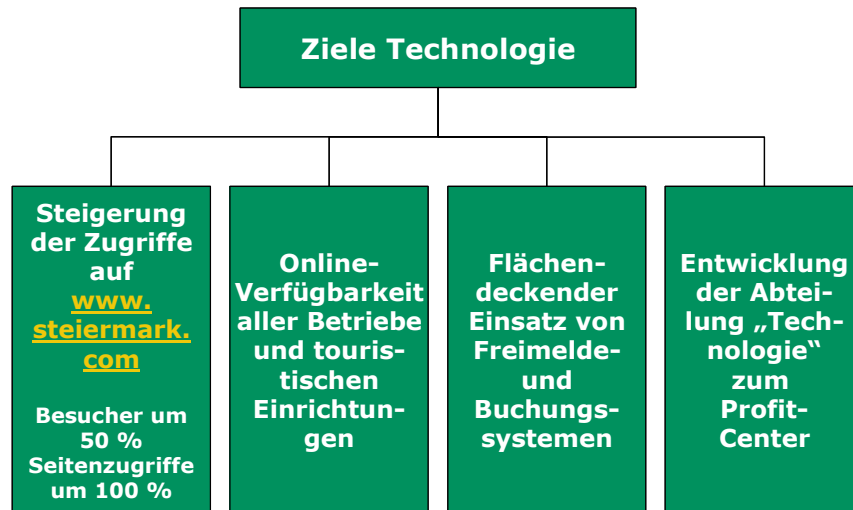 Ziele Technologie
Steigerung
der Zugriffe
auf
www.
steiermark.
com
Besucher um
50 %
Seitenzugriffe
um 100 %
Online-
Verfügbarkeit
aller Betriebe
und touris-
tischen
Einrichtun-
gen
Flächen-
deckender
Einsatz von
Freimelde-
und
Buchungs-
systemen
Entwicklung
der Abtei-
lung „Tech-
nologie“
zum
Profit-
Center